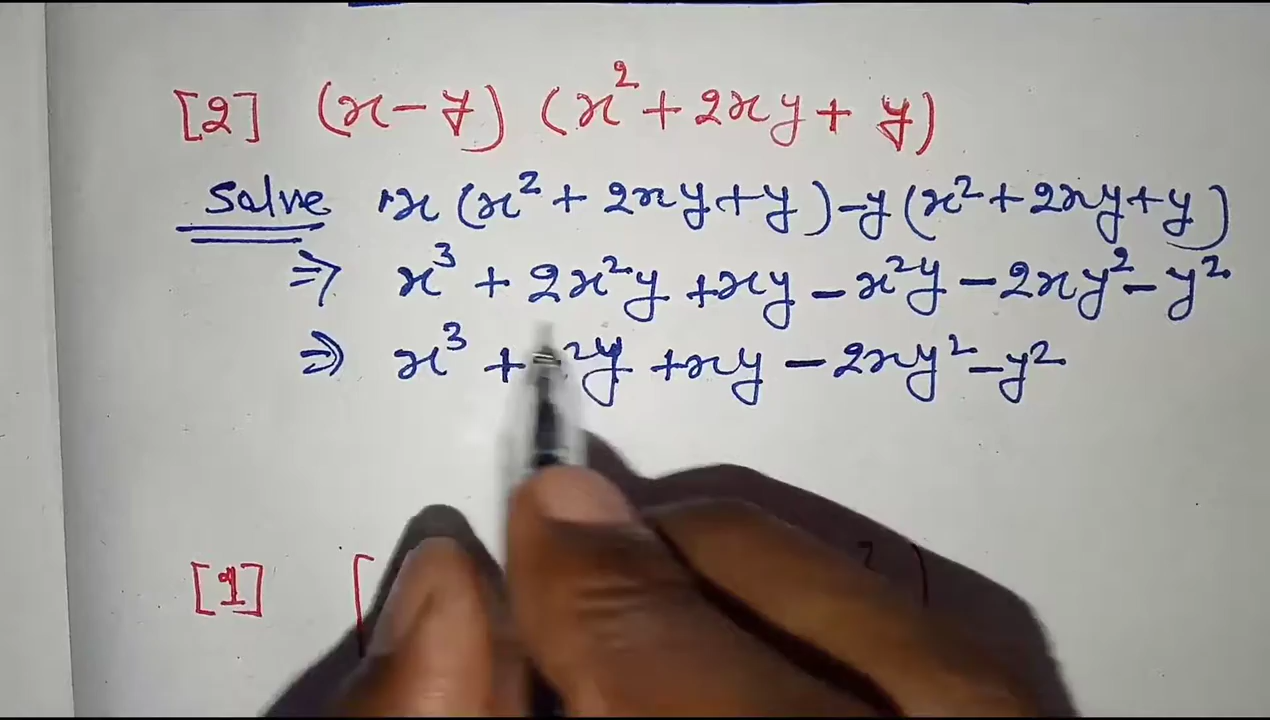 [2] (x - y) (x² + 2xy + y)
Solve x (x² + 2xy + y) - y (x² + 2xy + y)
⇒ x³ + 2x²y + xy - x²y - 2xy² - y²
⇒ x³ + ²y + xy - 2xy² - y²
[1] [